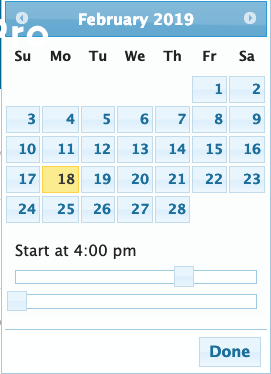 February 2019
Su Mo Tu We Th Fr Sa
1 2
3 4 5 6 7 8 9
10 11 12 13 14 15 16
17 18 19 20 21 22 23
24 25 26 27 28
Start at 4:00 pm
Done